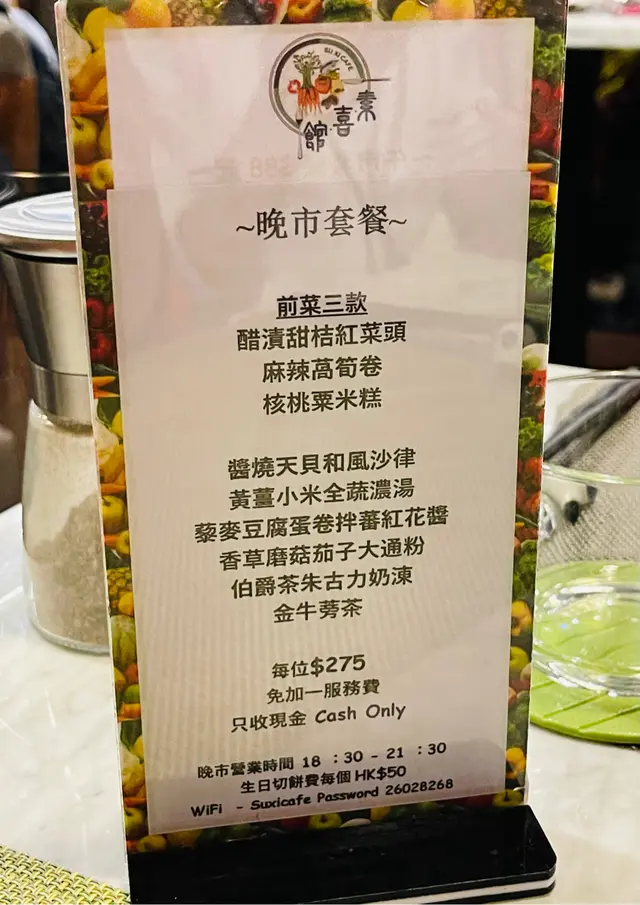 SU XI CAFE
素·喜·館
~晚市套餐~
前菜三款
醋漬甜桔紅菜頭
麻辣萵筍卷
核桃粟米糕
醬燒天貝和風沙律
黃薑小米全蔬濃湯
藜麥豆腐蛋卷拌蕃紅花醬
香草磨菇茄子大通粉
伯爵茶朱古力奶凍
金牛蒡茶
每位$275
免加一服務費
只收現金 Cash Only
晚市營業時間 18 : 30 - 21 : 30
生日切餅費每個 HK$50
WiFi - Suxicafe Password 26028268